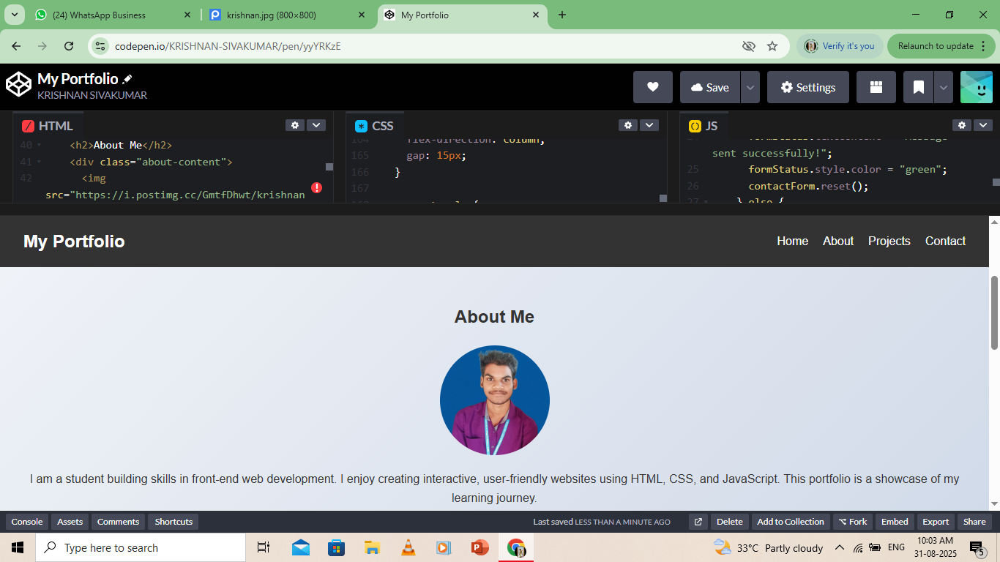 (24) WhatsApp Business
krishnan.jpg (800×800)
My Portfolio
codepen.io/KRISHNAN-SIVAKUMAR/pen/yyYRKzE
Verify it's you
Relaunch to update
My Portfolio
KRISHNAN SIVAKUMAR
Save
Settings
HTML
40 <h2>About Me</h2>
41 <div class="about-content">
42 <img
src="https://i.postimg.cc/GmtfDhwt/krishnan
CSS
164 flex-direction: column;
165 gap: 15px;
166 }
167
JS
sent successfully!";
25 formStatus.style.color = "green";
26 contactForm.reset();
27 } else {
My Portfolio
Home About Projects Contact
About Me
I am a student building skills in front-end web development. I enjoy creating interactive, user-friendly websites using HTML, CSS, and JavaScript. This portfolio is a showcase of my
learning journey.
Console Assets Comments Shortcuts
Last saved LESS THAN A MINUTE AGO
Delete Add to Collection Fork Embed Export Share
Type here to search
33°C Partly cloudy
ENG
10:03 AM
31-08-2025
5